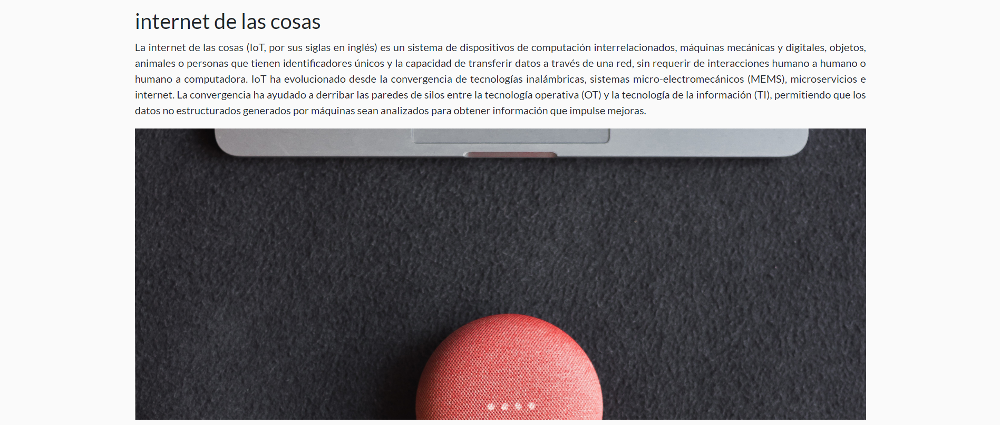 internet de las cosas
La internet de las cosas (IoT, por sus siglas en inglés) es un sistema de dispositivos de computación interrelacionados, máquinas mecánicas y digitales, objetos,
animales o personas que tienen identificadores únicos y la capacidad de transferir datos a través de una red, sin requerir de interacciones humano a humano o
humano a computadora. IoT ha evolucionado desde la convergencia de tecnologías inalámbricas, sistemas micro-electromecánicos (MEMS), microservicios e
internet. La convergencia ha ayudado a derribar las paredes de silos entre la tecnología operativa (OT) y la tecnología de la información (TI), permitiendo que los
datos no estructurados generados por máquinas sean analizados para obtener información que impulse mejoras.